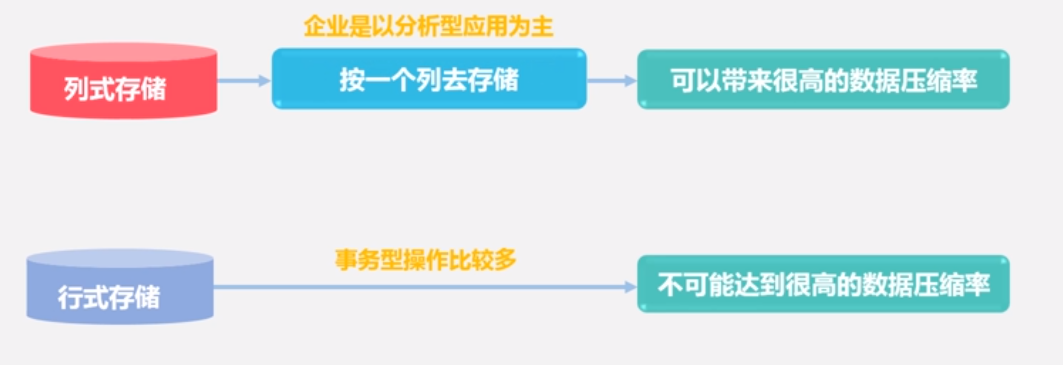 企业是以分析型应用为主
列式存储
按一个列去存储
可以带来很高的数据压缩率
事务型操作比较多
行式存储
不可能达到很高的数据压缩率